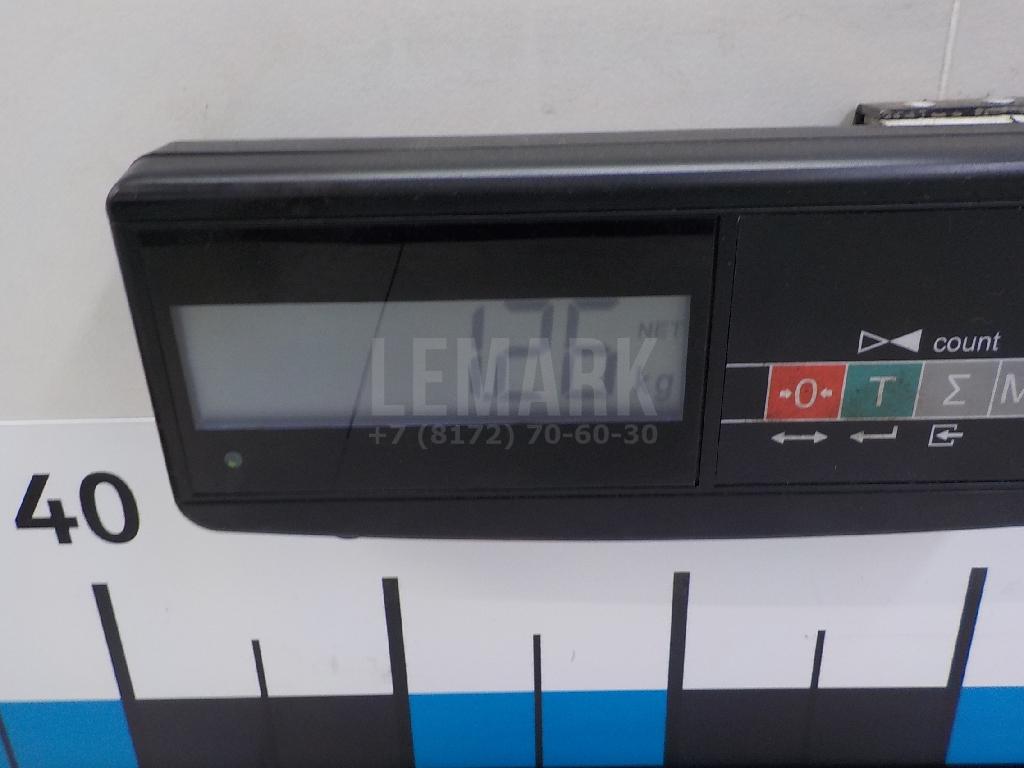 NET
kg
LEMARK
+7 (8172) 70-60-30
count
→0←
T
Σ
M
40